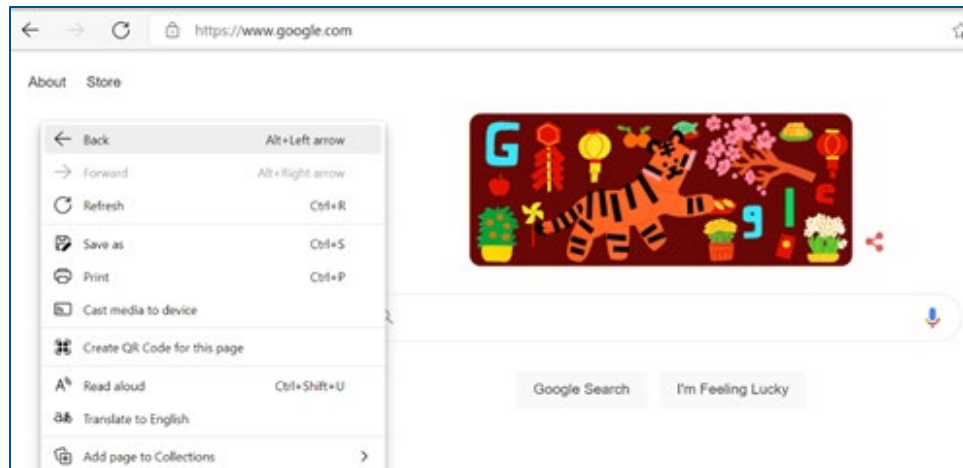 https://www.google.com
About Store
Back Alt+Left arrow
Forward Alt+Right arrow
Refresh Ctrl+R
Save as Ctrl+S
Print Ctrl+P
Cast media to device
Create QR Code for this page
Read aloud Ctrl+Shift+U
Translate to English
Add page to Collections
G g l e
Google Search I'm Feeling Lucky